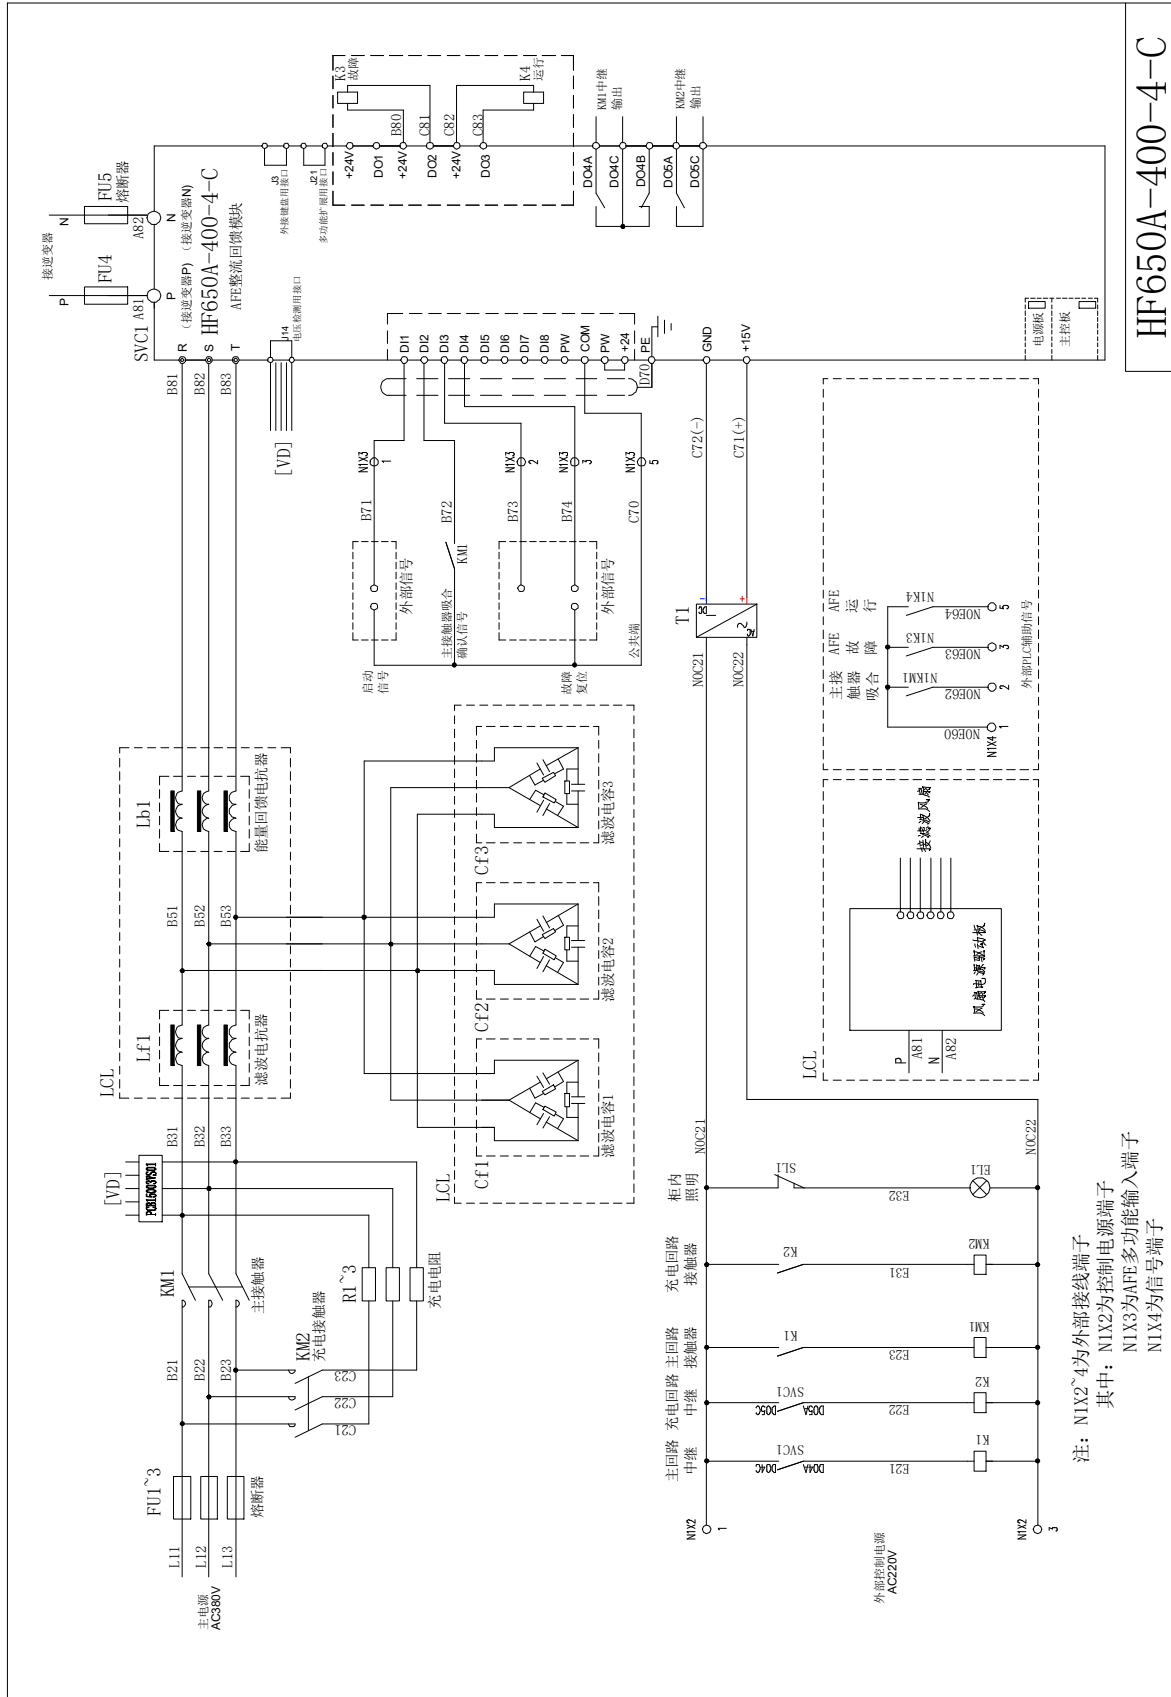 HF650A-400-4-C
主电源
AC380V
L11
L12
L13
FU1~3
熔断器
B21
B22
B23
KM1
主接触器
KM2
充电接触器
C21
C22
C23
R1~3
充电电阻
[VD]
PCB15003YS01
B31
B32
B33
LCL
Lf1
滤波电抗器
B51
B52
B53
Lb1
能量回馈电抗器
B81
B82
B83
LCL
Cf1
滤波电容1
Cf2
滤波电容2
Cf3
滤波电容3
接逆变器
P
N
FU4
FU5
熔断器
A81
A82
SVC1
P
N
(接逆变器P)
(接逆变器N)
R
S
T
HF650A-400-4-C
AFE整流回馈模块
[VD]
J14
电压检测用接口
J3
外接键盘用接口
J21
多功能扩展用接口
+24V
DO1
+24V
DO2
+24V
DO3
B80
C81
C82
C83
K3
故障
K4
运行
DO4A
DO4C
DO4B
DO5A
DO5C
KM1中继
输出
KM2中继
输出
DI1
DI2
DI3
DI4
DI5
DI6
DI7
DI8
PW
COM
PW
+24
PE
D70
GND
+15V
电源板
主控板
启动
信号
外部信号
B71
N1X3
1
主接触器吸合
确认信号
KM1
B72
外部信号
B73
N1X3
2
故障
复位
B74
N1X3
3
公共端
C70
N1X3
5
C72(-)
C71(+)
T1
DC
AC
-
+
N0C21
N0C22
主接
触器
吸合
AFE
故
障
AFE
运
行
N1KM1
N1K3
N1K4
N0E60
N0E62
N0E63
N0E64
N1X4
1
2
3
5
外部PLC辅助信号
LCL
P
N
A81
A82
风扇电源驱动板
接滤波风扇
外部控制电源
AC220V
N1X2
1
N1X2
3
主回路
中继
SVC1
DO4C
DO4A
E21
K1
充电回路
中继
SVC1
DO5C
DO5A
E22
K2
主回路
接触器
K1
E23
KM1
充电回路
接触器
K2
E31
KM2
柜内
照明
SL1
E32
EL1
N0C21
N0C22
注: N1X2~4为外部接线端子
其中: N1X2为控制电源端子
N1X3为AFE多功能输入端子
N1X4为信号端子